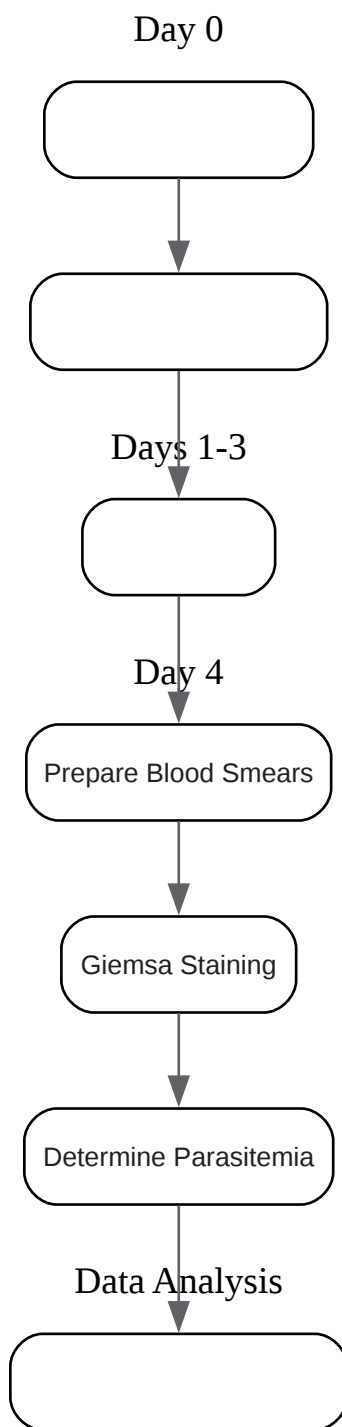 Day 0
Days 1-3
Day 4
Prepare Blood Smears
Giemsa Staining
Determine Parasitemia
Data Analysis